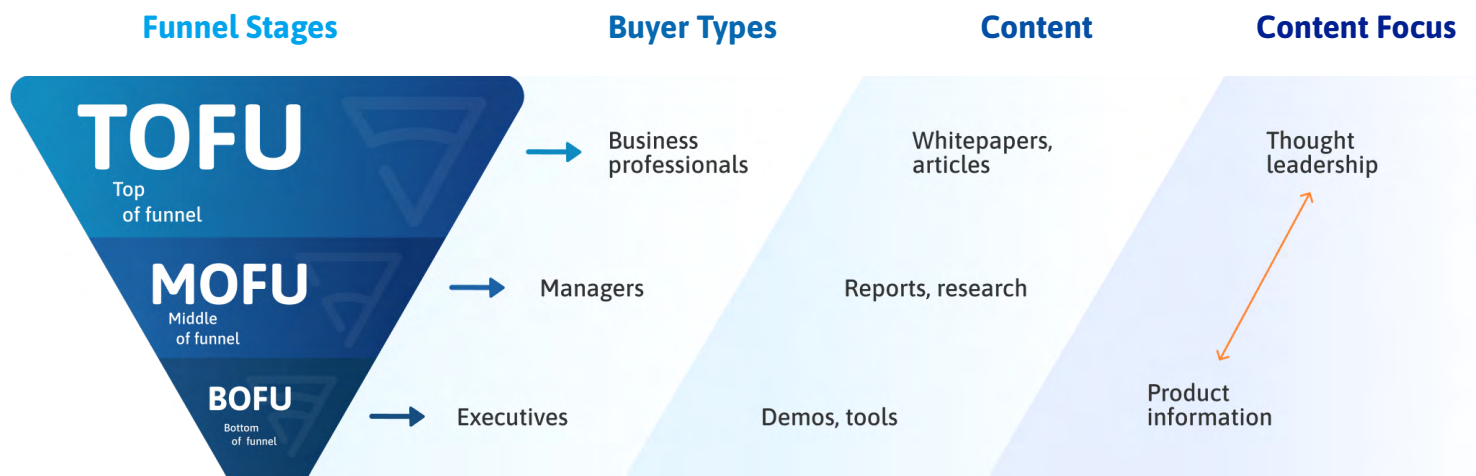 Funnel Stages
Buyer Types
Content
Content Focus
TOFU
Top
of funnel
Business
professionals
Whitepapers,
articles
Thought
leadership
MOFU
Middle
of funnel
Managers
Reports, research
BOFU
Bottom
of funnel
Executives
Demos, tools
Product
information